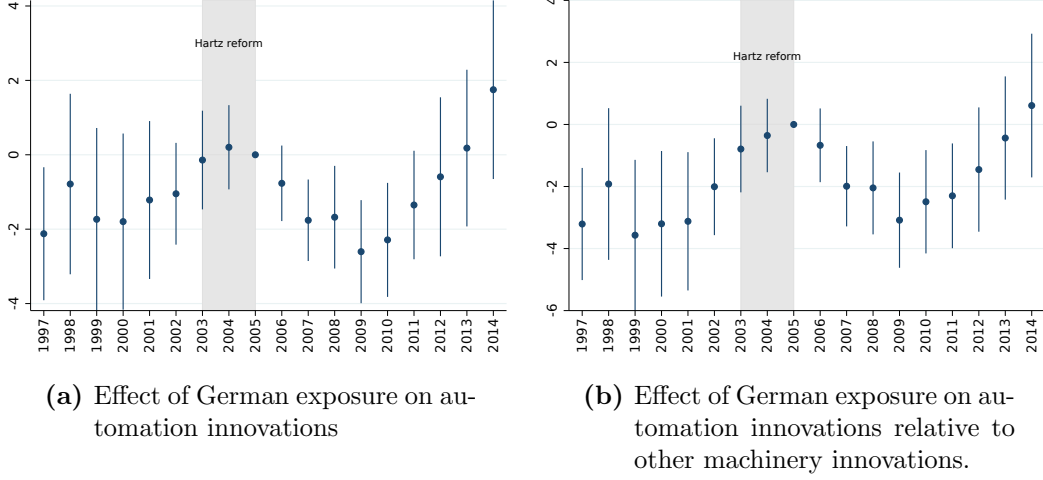 4
2
0
-2
-4
Hartz reform
1997 1998 1999 2000 2001 2002 2003 2004 2005 2006 2007 2008 2009 2010 2011 2012 2013 2014
(a) Effect of German exposure on au-
tomation innovations
4
2
0
-2
-4
-6
Hartz reform
1997 1998 1999 2000 2001 2002 2003 2004 2005 2006 2007 2008 2009 2010 2011 2012 2013 2014
(b) Effect of German exposure on au-
tomation innovations relative to
other machinery innovations.